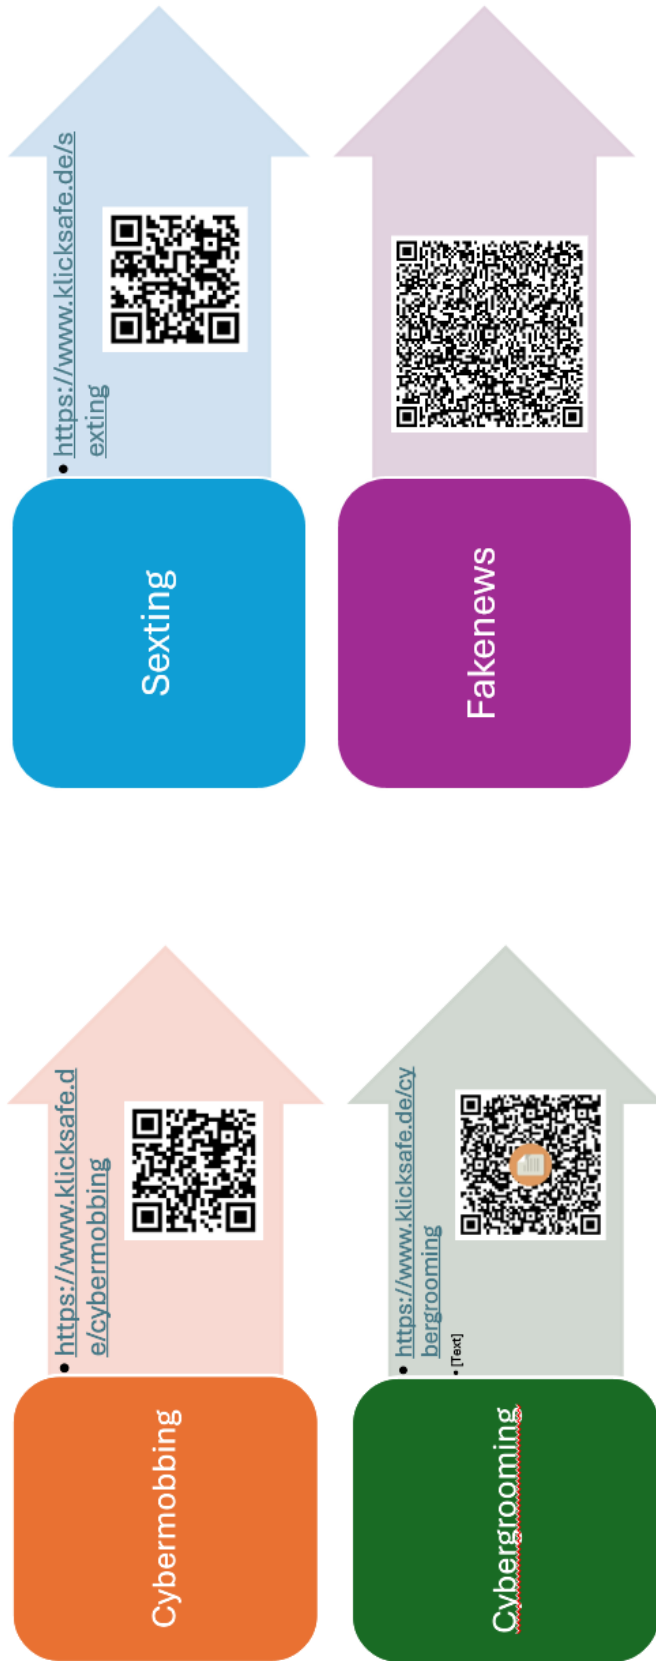 Cybermobbing
• https://www.klicksafe.d
e/cybermobbing
Sexting
• https://www.klicksafe.de/s
exting
Cybergrooming
• https://www.klicksafe.de/cy
bergrooming
• [Text]
Fakenews